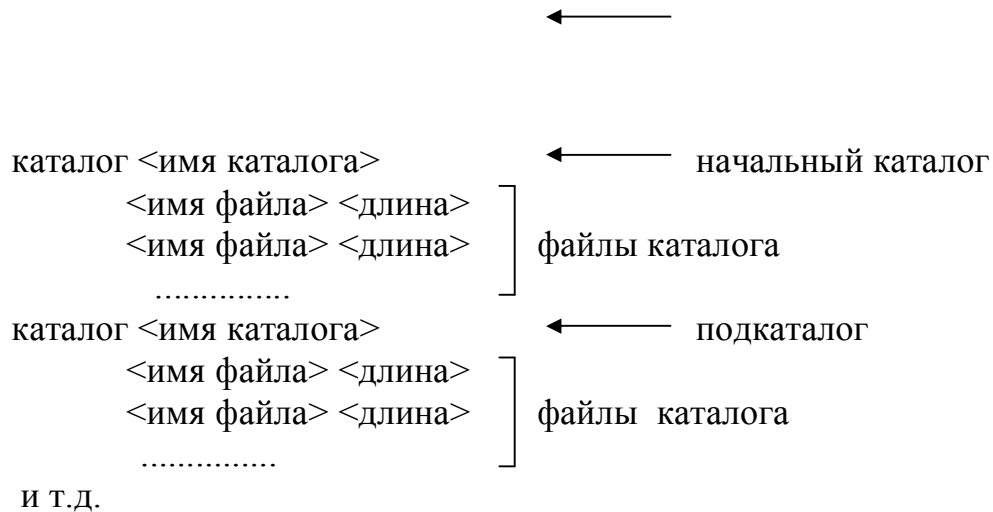 каталог <имя каталога> начальный каталог
<имя файла> <длина>
<имя файла> <длина> файлы каталога
...............
каталог <имя каталога> подкаталог
<имя файла> <длина>
<имя файла> <длина> файлы каталога
...............
и т.д.